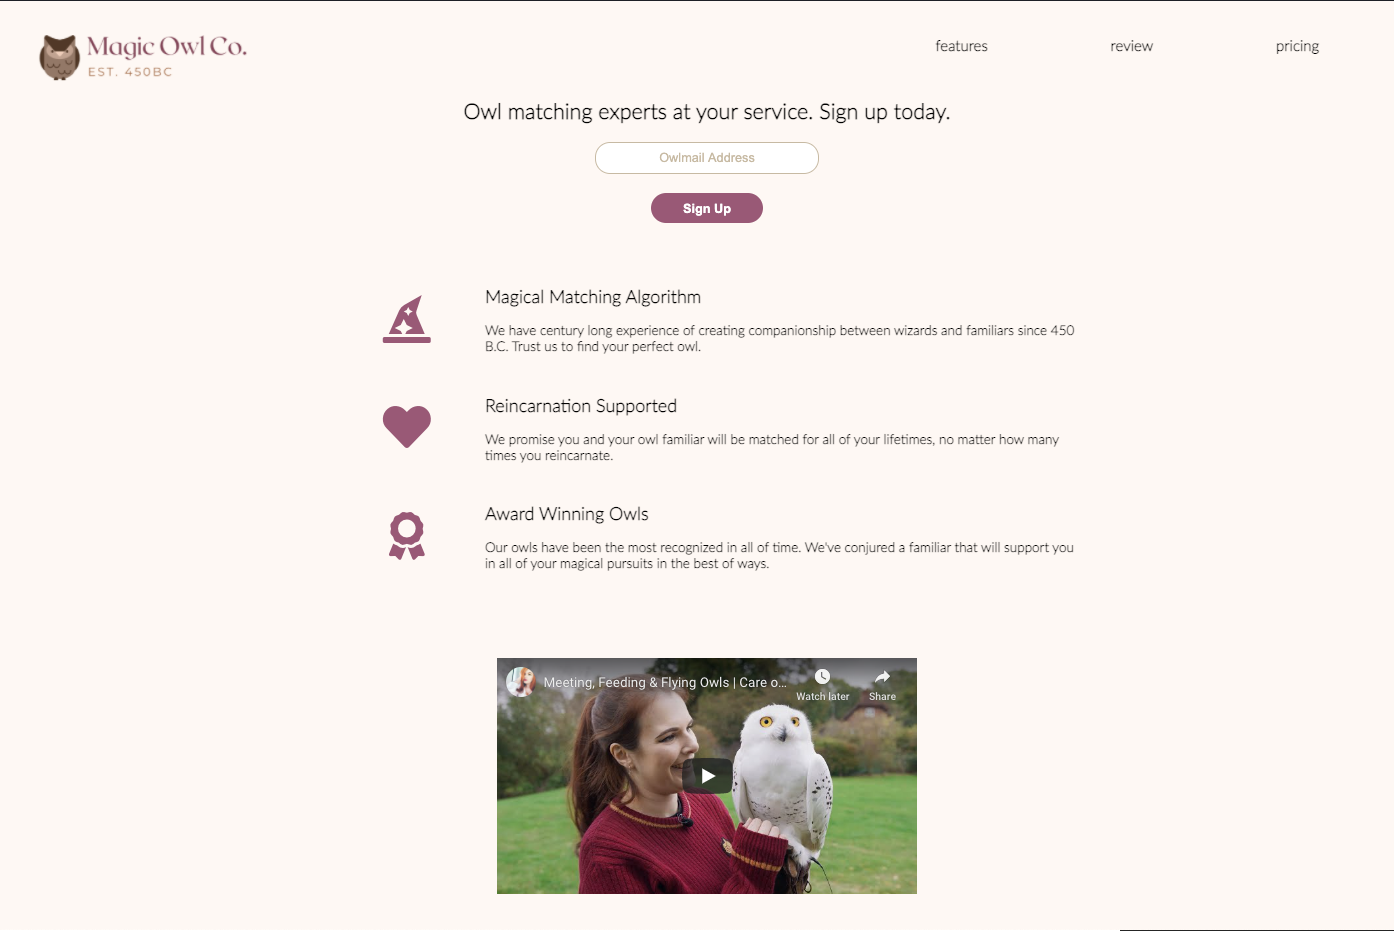 Magic Owl Co.
EST. 450BC
features
review
pricing
Owl matching experts at your service. Sign up today.
Owlmail Address
Sign Up
Magical Matching Algorithm
We have century long experience of creating companionship between wizards and familiars since 450
B.C. Trust us to find your perfect owl.
Reincarnation Supported
We promise you and your owl familiar will be matched for all of your lifetimes, no matter how many
times you reincarnate.
Award Winning Owls
Our owls have been the most recognized in all of time. We've conjured a familiar that will support you
in all of your magical pursuits in the best of ways.
Meeting, Feeding & Flying Owls | Care o...
Watch later
Share